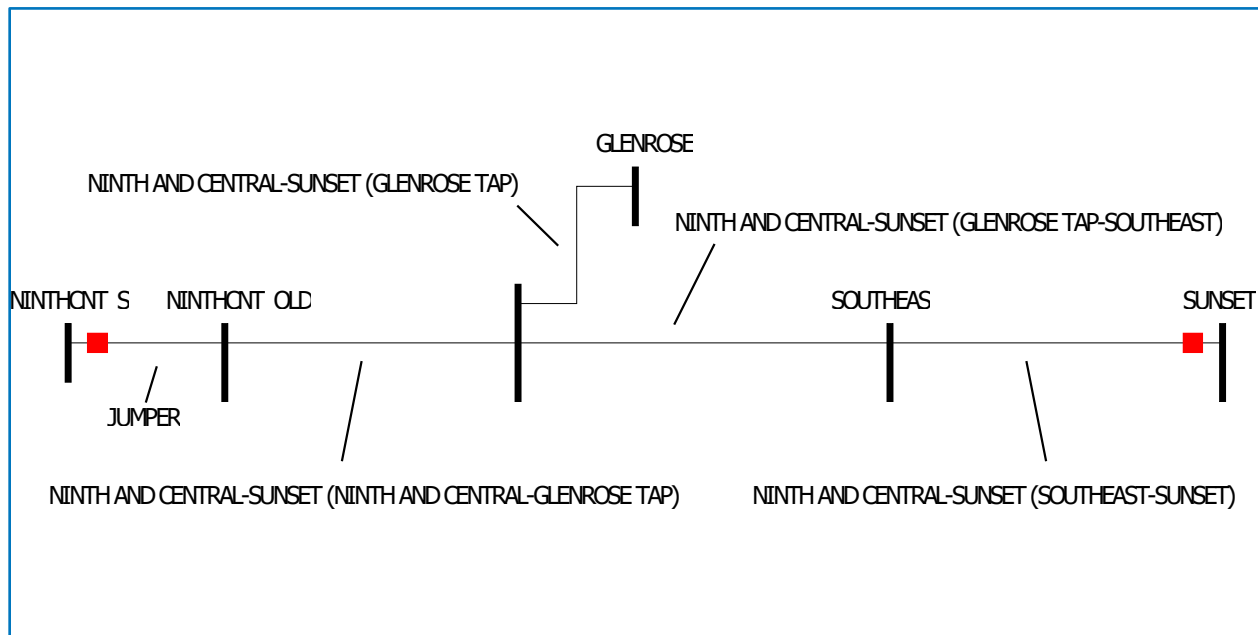 GLENROSE
NINTH AND CENTRAL-SUNSET (GLENROSE TAP)
NINTH AND CENTRAL-SUNSET (GLENROSE TAP-SOUTHEAST)
NINTHCNT S
NINTHCNT OLD
SOUTHEAS
SUNSET
JUMPER
NINTH AND CENTRAL-SUNSET (NINTH AND CENTRAL-GLENROSE TAP)
NINTH AND CENTRAL-SUNSET (SOUTHEAST-SUNSET)